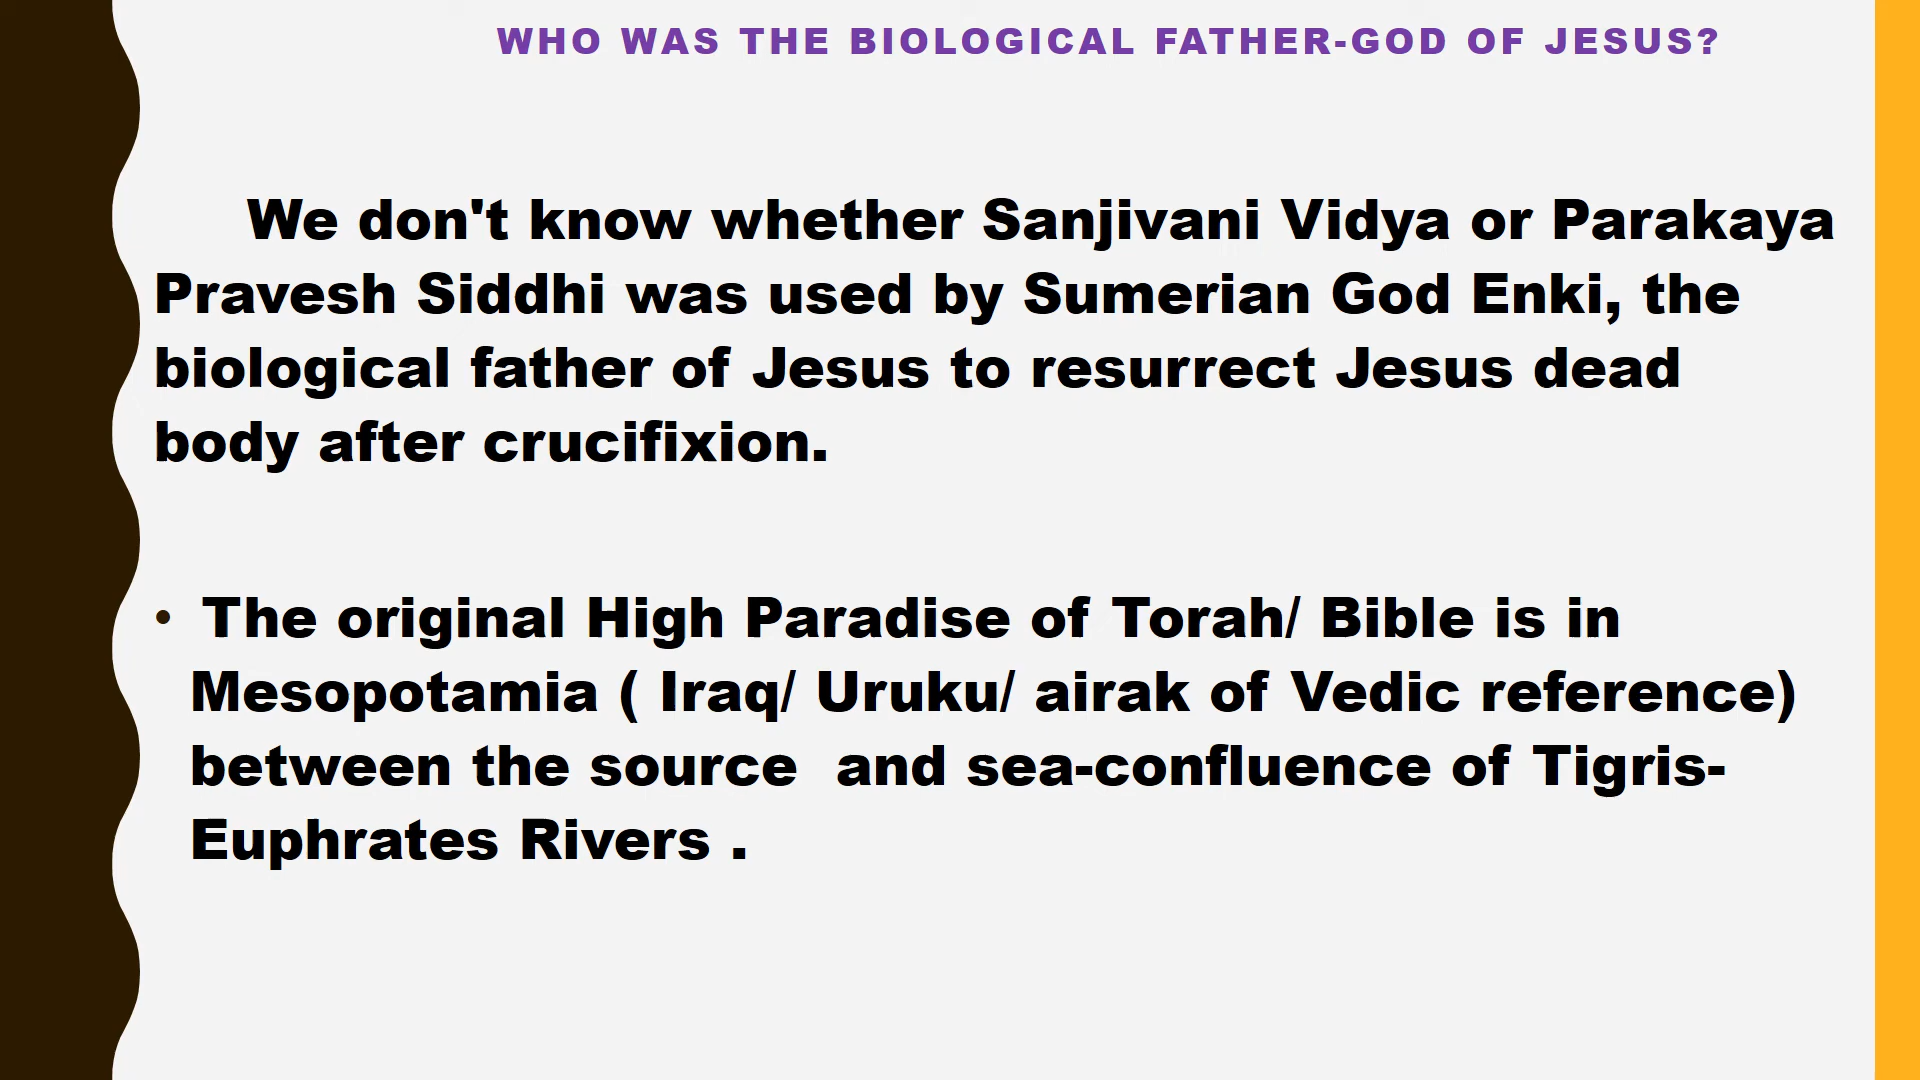 WHO WAS THE BIOLOGICAL FATHER-GOD OF JESUS?
We don't know whether Sanjivani Vidya or Parakaya
Pravesh Siddhi was used by Sumerian God Enki, the
biological father of Jesus to resurrect Jesus dead
body after crucifixion.
• The original High Paradise of Torah/ Bible is in
Mesopotamia ( Iraq/ Uruku/ airak of Vedic reference)
between the source  and sea-confluence of Tigris-
Euphrates Rivers .